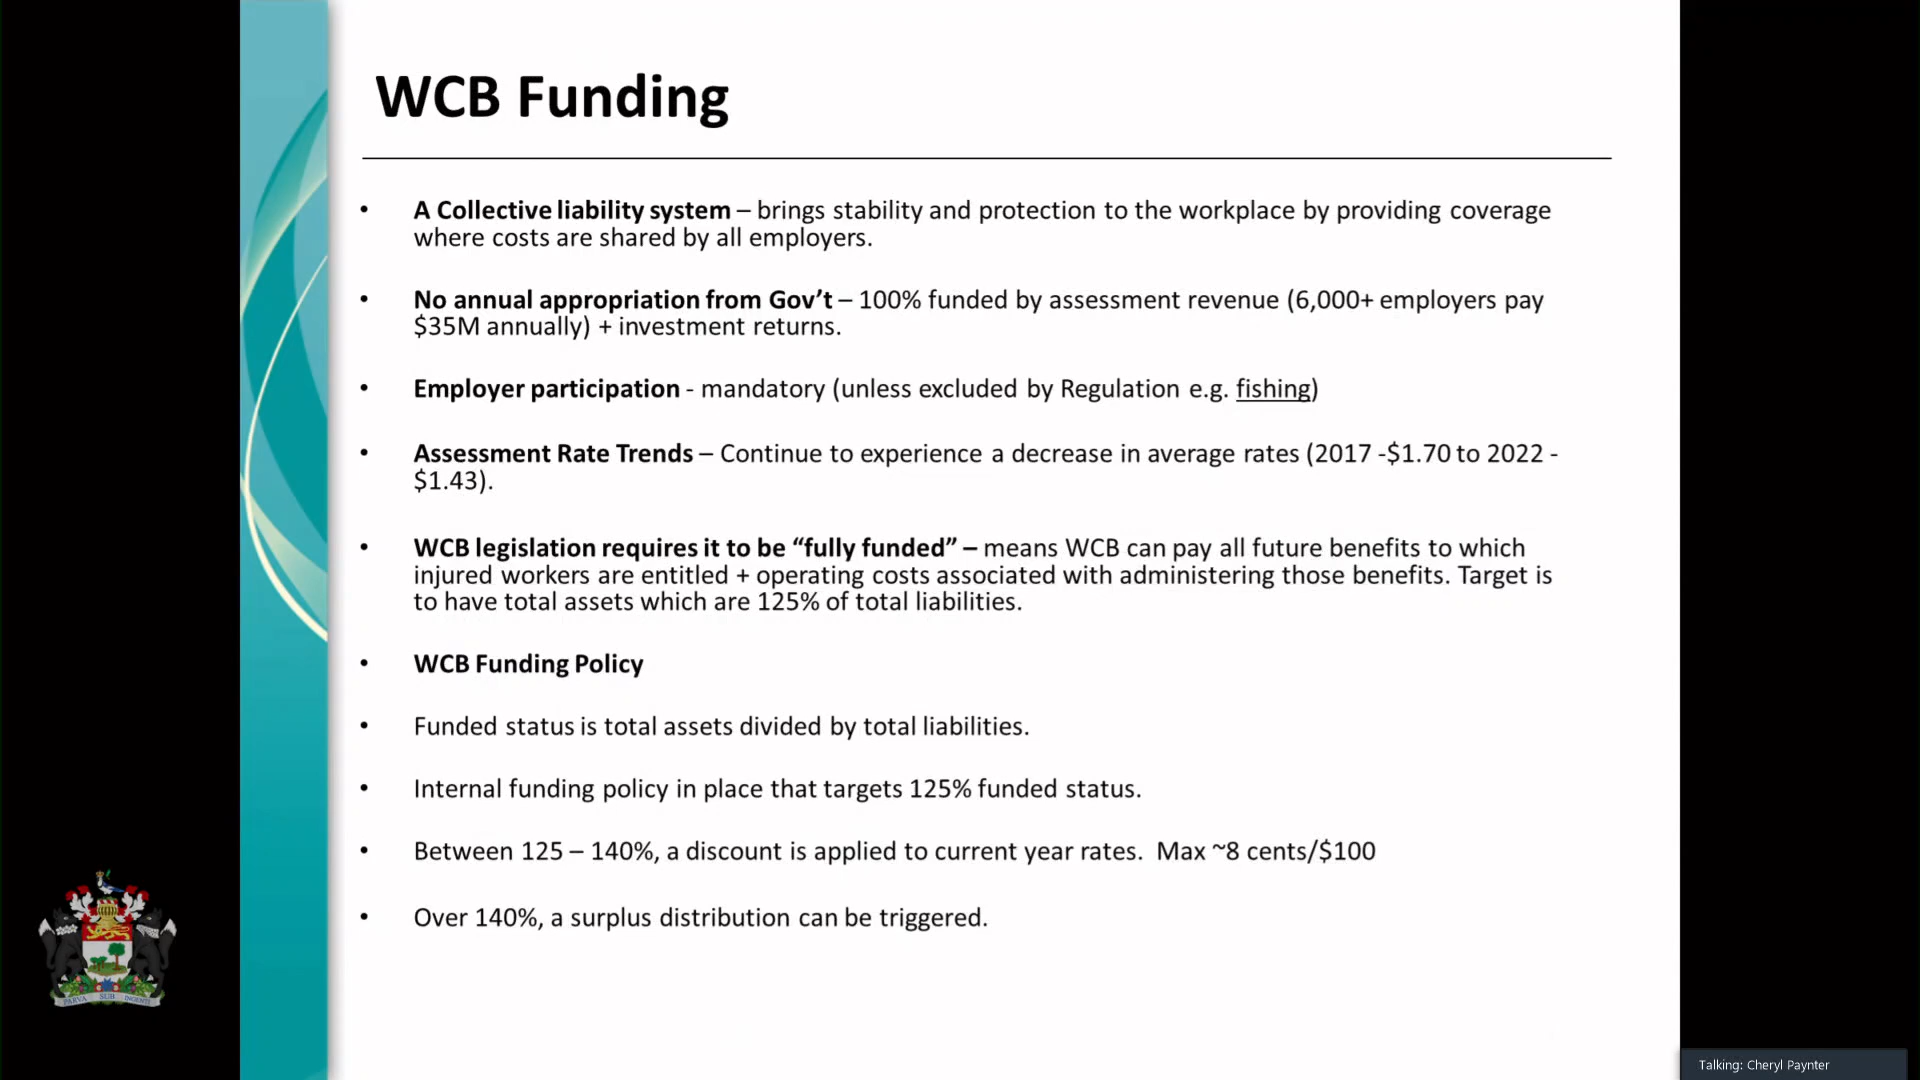 WCB Funding
• A Collective liability system – brings stability and protection to the workplace by providing coverage
where costs are shared by all employers.
• No annual appropriation from Gov’t – 100% funded by assessment revenue (6,000+ employers pay
$35M annually) + investment returns.
• Employer participation - mandatory (unless excluded by Regulation e.g. fishing)
• Assessment Rate Trends – Continue to experience a decrease in average rates (2017 -$1.70 to 2022 -
$1.43).
• WCB legislation requires it to be “fully funded” – means WCB can pay all future benefits to which
injured workers are entitled + operating costs associated with administering those benefits. Target is
to have total assets which are 125% of total liabilities.
• WCB Funding Policy
• Funded status is total assets divided by total liabilities.
• Internal funding policy in place that targets 125% funded status.
• Between 125 – 140%, a discount is applied to current year rates.  Max ~8 cents/$100
• Over 140%, a surplus distribution can be triggered.
PARVA SUB INGENTI
Talking: Cheryl Paynter